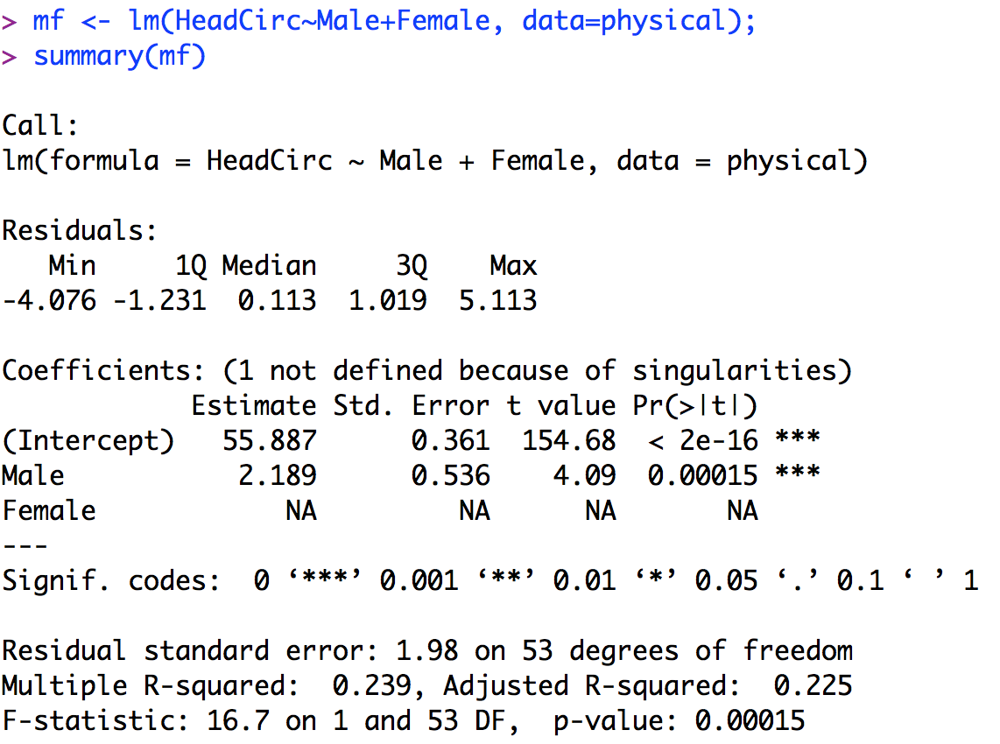 > mf <- lm(HeadCirc~Male+Female, data=physical);
> summary(mf)
Call:
lm(formula = HeadCirc ~ Male + Female, data = physical)
Residuals:
   Min     1Q Median     3Q    Max
-4.076 -1.231  0.113  1.019  5.113
Coefficients: (1 not defined because of singularities)
            Estimate Std. Error t value Pr(>|t|)
(Intercept)   55.887      0.361  154.68  < 2e-16 ***
Male           2.189      0.536    4.09  0.00015 ***
Female            NA         NA      NA       NA
---
Signif. codes:  0 ‘***’ 0.001 ‘**’ 0.01 ‘*’ 0.05 ‘.’ 0.1 ‘ ’ 1
Residual standard error: 1.98 on 53 degrees of freedom
Multiple R-squared:  0.239, Adjusted R-squared:  0.225
F-statistic: 16.7 on 1 and 53 DF,  p-value: 0.00015